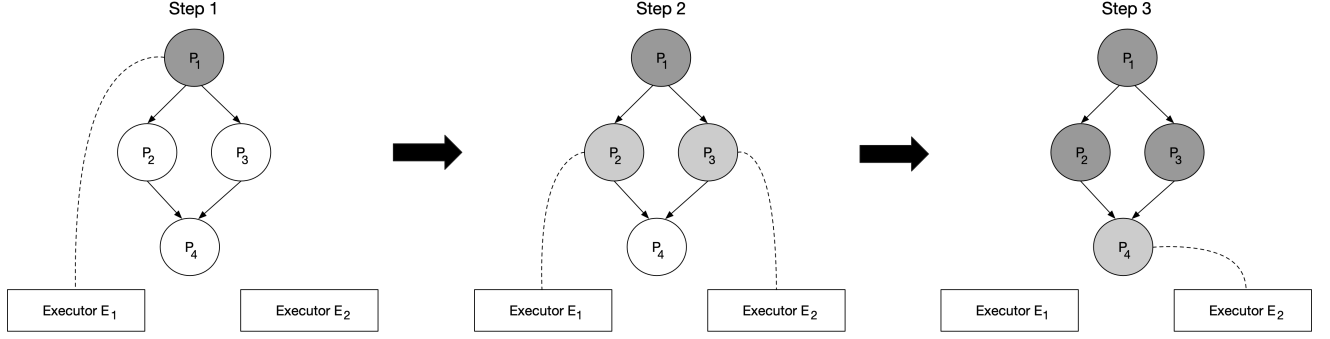 Step 1
Step 2
Step 3
P1
P1
P1
P2
P3
P2
P3
P2
P3
P4
P4
P4
Executor E1
Executor E2
Executor E1
Executor E2
Executor E1
Executor E2